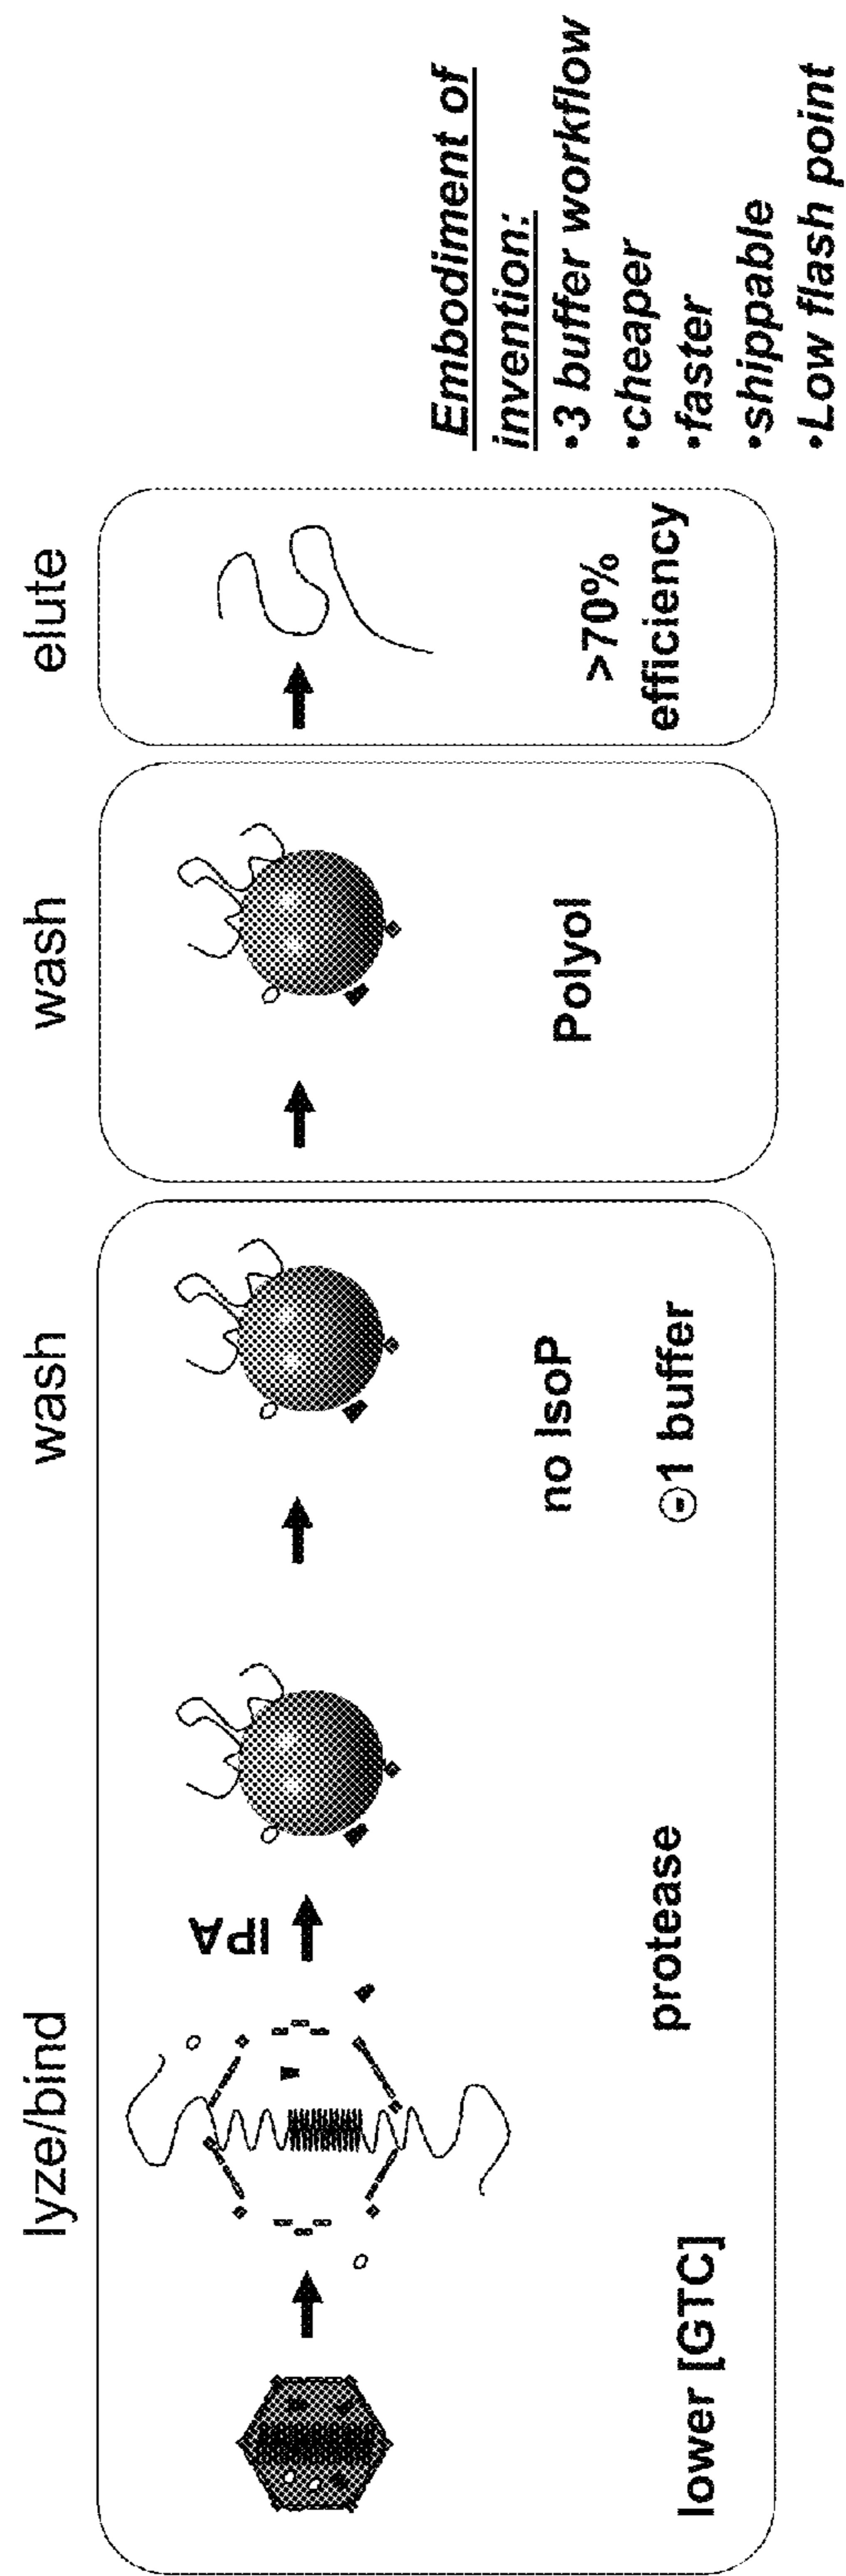 lyze/bind
wash
wash
elute
IPA
lower [GTC]
protease
no IsoP
⊖1 buffer
Polyol
>70%
efficiency
Embodiment of
invention:
•3 buffer workflow
•cheaper
•faster
•shippable
•Low flash point